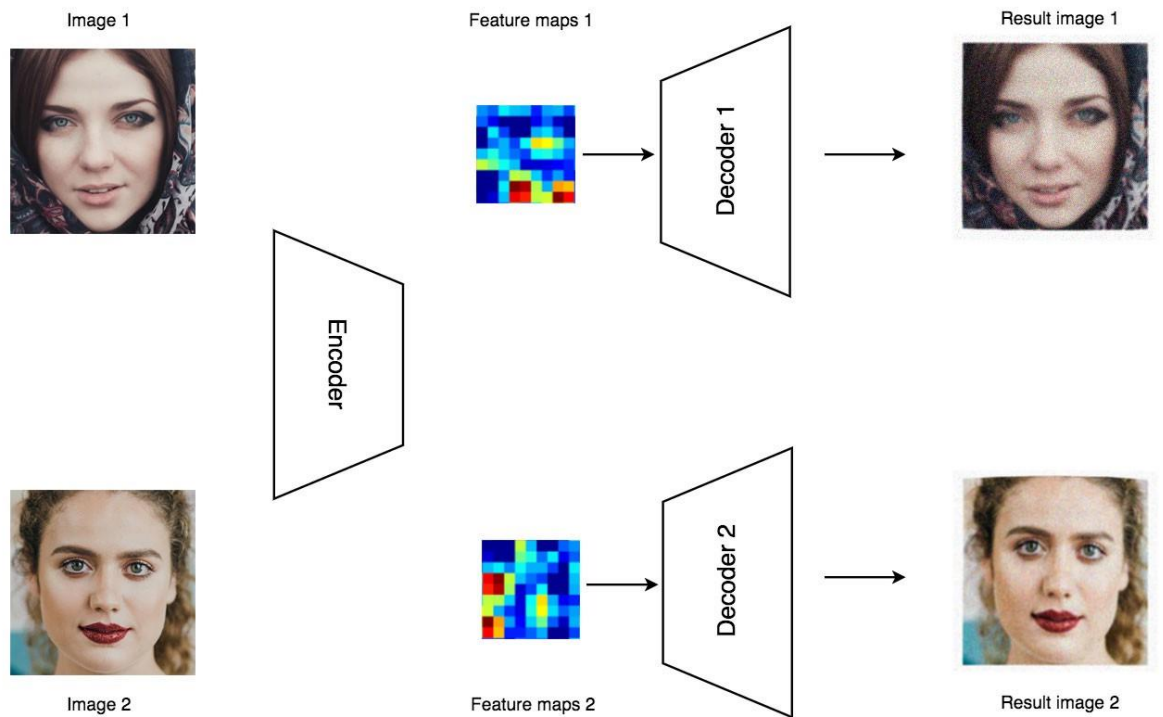 Image 1
Feature maps 1
Result image 1
Decoder 1
Encoder
Decoder 2
Image 2
Feature maps 2
Result image 2